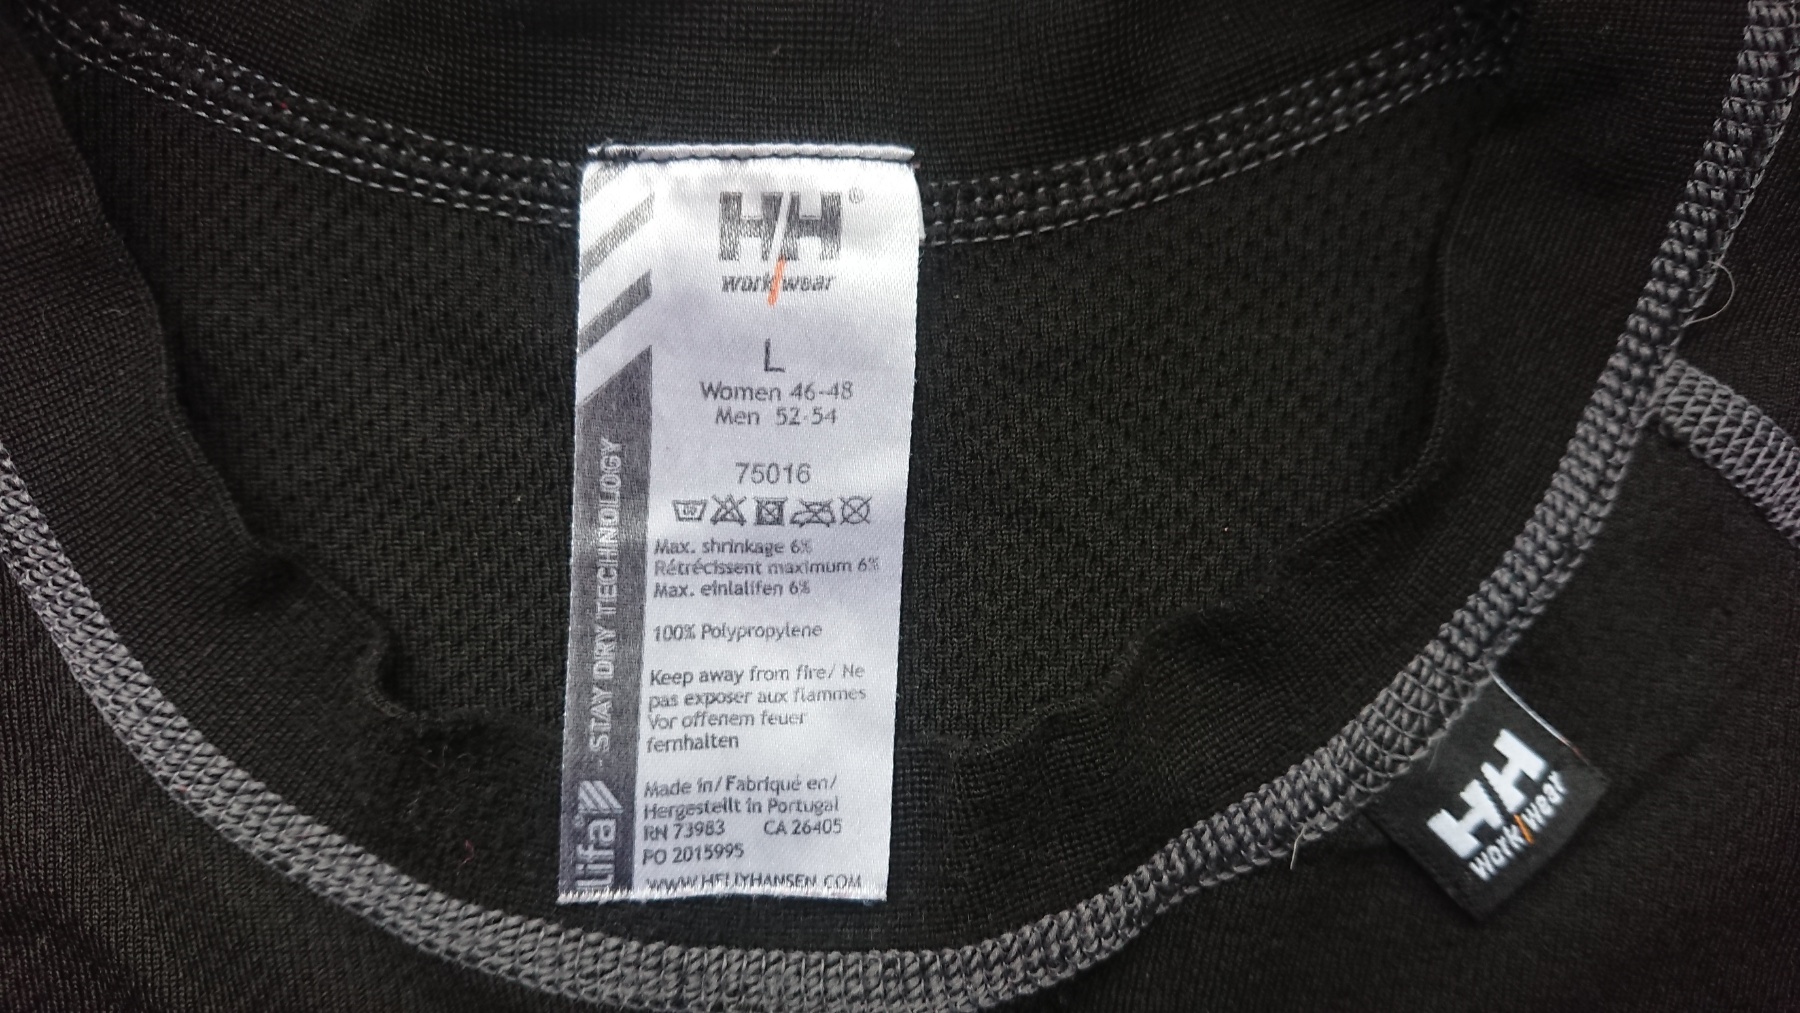 HH®
work/wear
L
Women 46-48
Men 52-54
75016
Max. shrinkage 6%
Rétrécissent maximum 6%
Max. einlalifen 6%
100% Polypropylene
Keep away from fire/ Ne
pas exposer aux flammes
Vor offenem feuer
fernhalten
Made in/ Fabriqué en/
Hergestellt in Portugal
RN 73983 CA 26405
PO 2015995
WWW.HELLYHANSEN.COM
Lifa - STAY DRY TECHNOLOGY
HH
work/wear